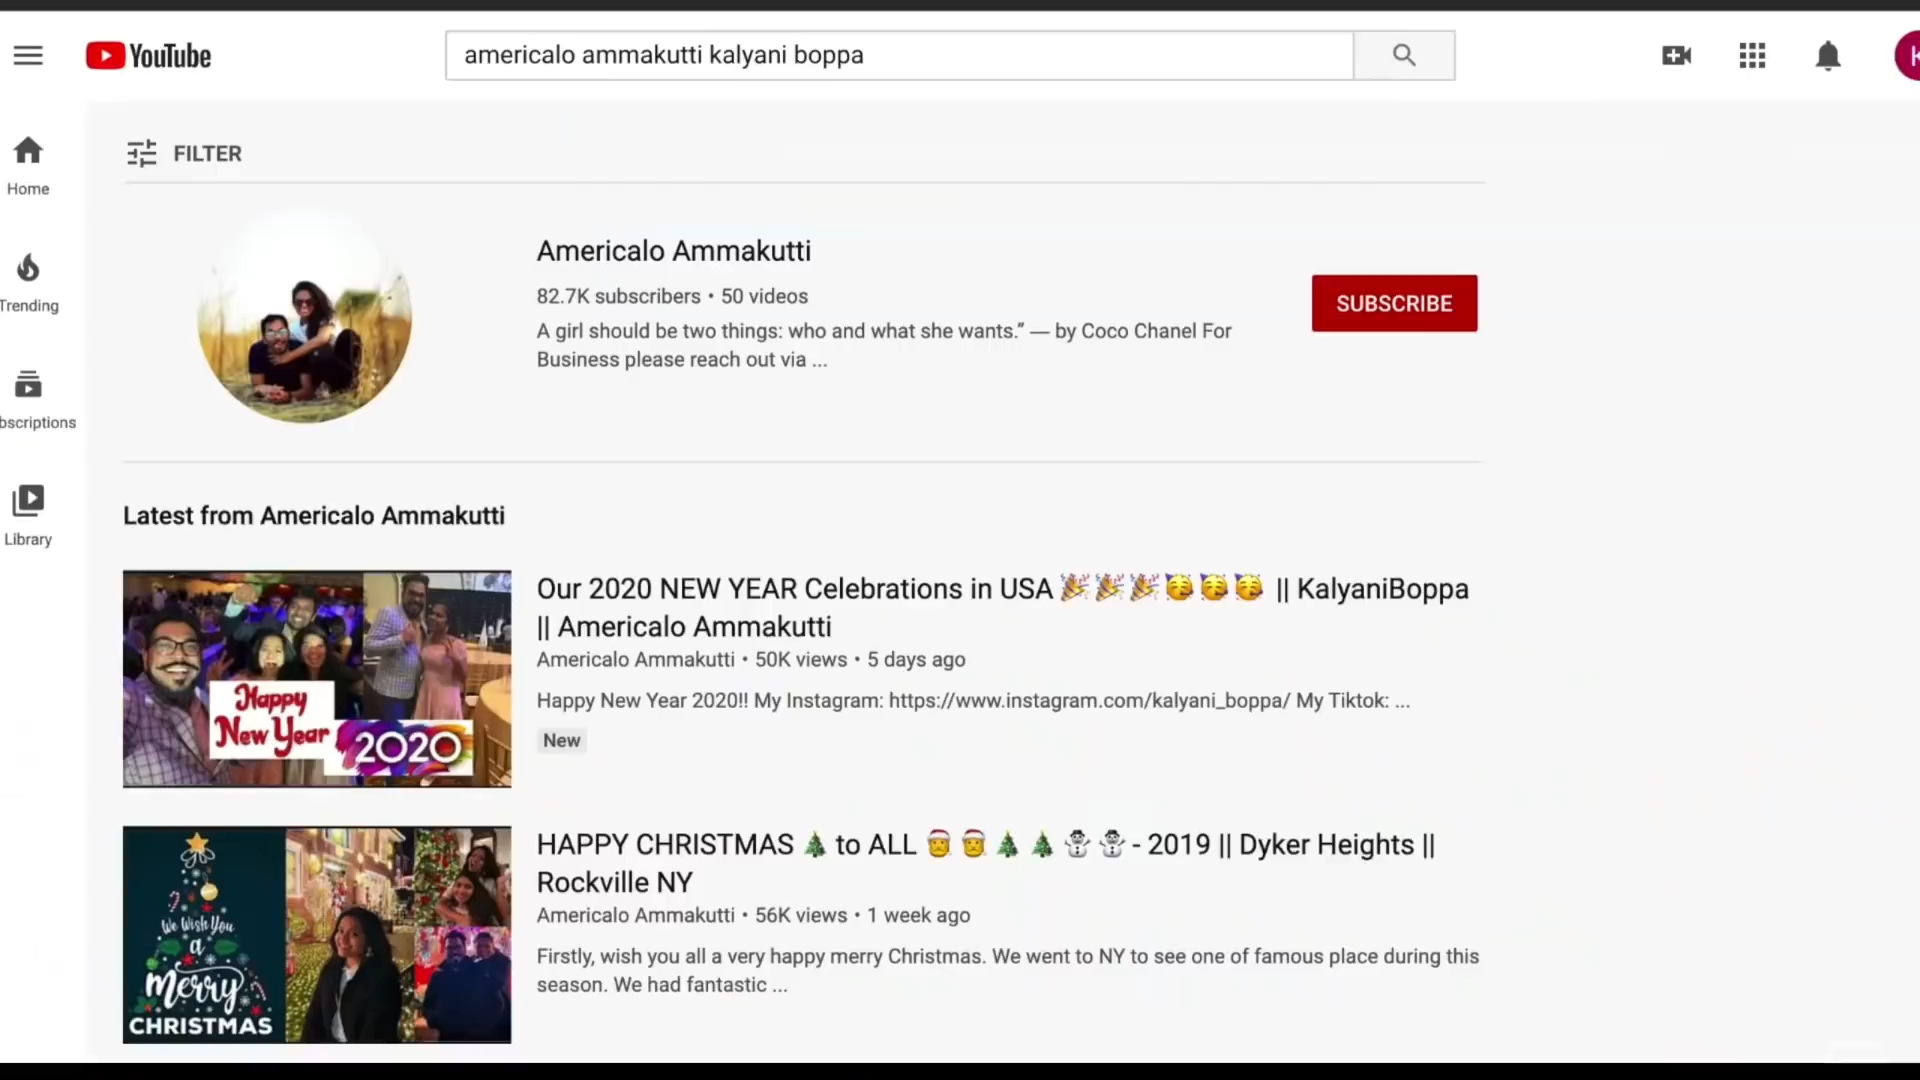 YouTube
americalo ammakutti kalyani boppa
K
FILTER
Home
Trending
bscriptions
Library
Americalo Ammakutti
82.7K subscribers • 50 videos
A girl should be two things: who and what she wants.” — by Coco Chanel For
Business please reach out via ...
SUBSCRIBE
Latest from Americalo Ammakutti
Happy
New Year
2020
Our 2020 NEW YEAR Celebrations in USA 🎉🎉🎉🥳🥳🥳 || KalyaniBoppa
|| Americalo Ammakutti
Americalo Ammakutti • 50K views • 5 days ago
Happy New Year 2020!! My Instagram: https://www.instagram.com/kalyani_boppa/ My Tiktok: ...
New
We Wish You
a
Merry
CHRISTMAS
HAPPY CHRISTMAS 🎄 to ALL 🎅🎅🎄🎄⛄⛄ - 2019 || Dyker Heights ||
Rockville NY
Americalo Ammakutti • 56K views • 1 week ago
Firstly, wish you all a very happy merry Christmas. We went to NY to see one of famous place during this
season. We had fantastic ...